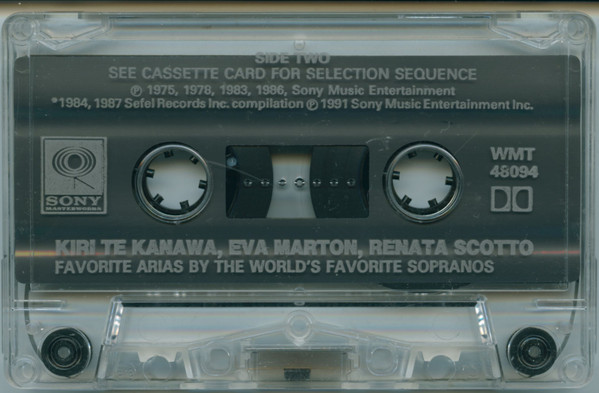 SIDE TWO
SEE CASSETTE CARD FOR SELECTION SEQUENCE
℗ 1975, 1978, 1983, 1986, Sony Music Entertainment
*1984, 1987 Sefel Records Inc. compilation ℗ 1991 Sony Music Entertainment Inc.
WMT
48094
SONY
MASTERWORKS
KIRI TE KANAWA, EVA MARTON, RENATA SCOTTO
FAVORITE ARIAS BY THE WORLD'S FAVORITE SOPRANOS